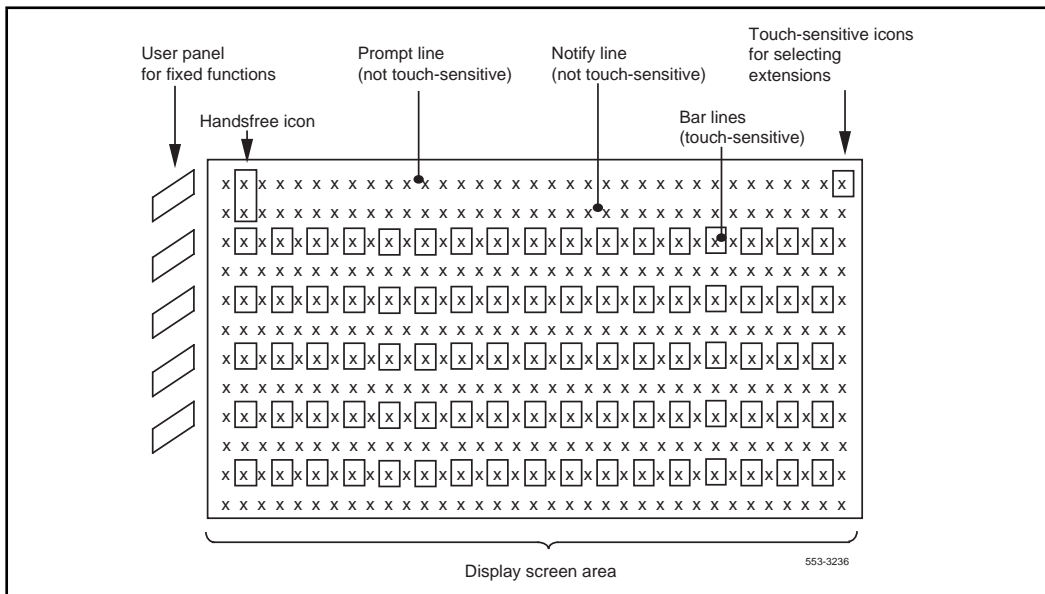 User panel
for fixed functions
Prompt line
(not touch-sensitive)
Notify line
(not touch-sensitive)
Touch-sensitive icons
for selecting
extensions
Handsfree icon
Bar lines
(touch-sensitive)
x x x x x x x x x x x x x x x x x x x x x x x x x x x x x x x x x x x
x x x x x x x x x x x x x x x x x x x x x x x x x x x x x x x x x x x
x x x x x x x x x x x x x x x x x x x x x x x x x x x x x x x x x x x
x x x x x x x x x x x x x x x x x x x x x x x x x x x x x x x x x x x
x x x x x x x x x x x x x x x x x x x x x x x x x x x x x x x x x x x
x x x x x x x x x x x x x x x x x x x x x x x x x x x x x x x x x x x
x x x x x x x x x x x x x x x x x x x x x x x x x x x x x x x x x x x
x x x x x x x x x x x x x x x x x x x x x x x x x x x x x x x x x x x
x x x x x x x x x x x x x x x x x x x x x x x x x x x x x x x x x x x
x x x x x x x x x x x x x x x x x x x x x x x x x x x x x x x x x x x
x x x x x x x x x x x x x x x x x x x x x x x x x x x x x x x x x x x
x x x x x x x x x x x x x x x x x x x x x x x x x x x x x x x x x x x
Display screen area
553-3236